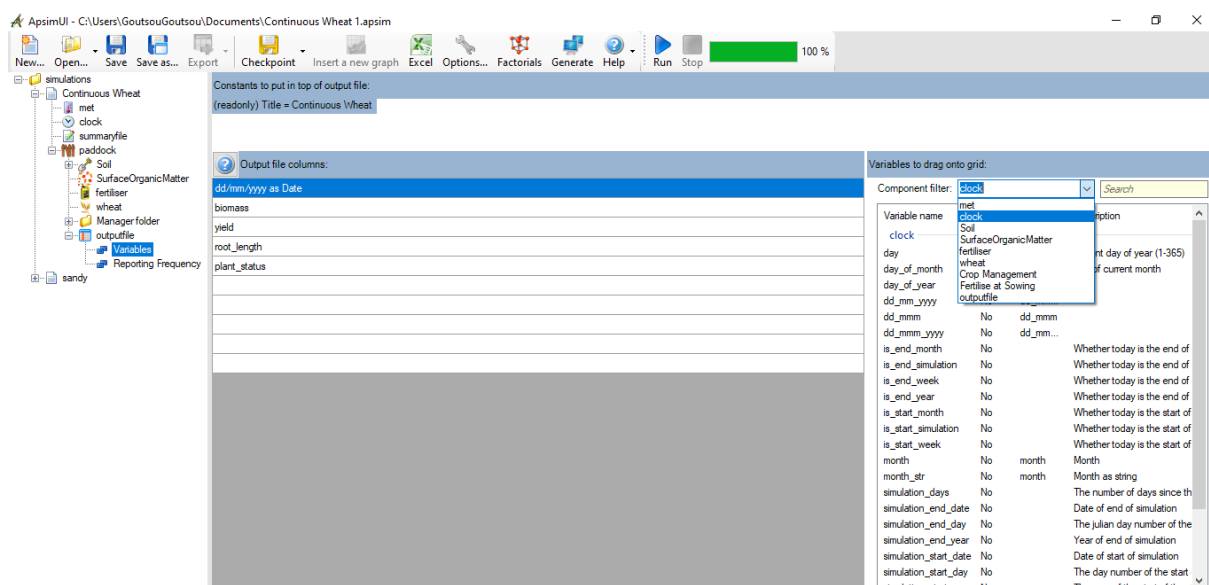 ApsimUI - C:\Users\GoutsouGoutsou\Documents\Continuous Wheat 1.apsim
New... Open... Save Save as... Export Checkpoint Insert a new graph Excel Options... Factorials Generate Help Run Stop 100 %
simulations
Continuous Wheat
met
clock
summaryfile
paddock
Soil
SurfaceOrganicMatter
fertiliser
wheat
Manager folder
outputfile
Variables
Reporting Frequency
sandy
Constants to put in top of output file:
(readonly) Title = Continuous Wheat
Output file columns:
dd/mm/yyyy as Date
biomass
yield
root_length
plant_status
Variables to drag onto grid:
Component filter: clock Search
met
clock
Soil
SurfaceOrganicMatter
fertiliser
wheat
Crop Management
Fertilise at Sowing
outputfile
Variable name
clock
day nt day of year (1-365)
day_of_month of current month
day_of_year
dd_mm_yyyy
dd_mmm No dd_mmm
dd_mmm_yyyy No dd_mm...
is_end_month No Whether today is the end of
is_end_simulation No Whether today is the end of
is_end_week No Whether today is the end of
is_end_year No Whether today is the end of
is_start_month No Whether today is the start of
is_start_simulation No Whether today is the start of
is_start_week No Whether today is the start of
month No month Month
month_str No month Month as string
simulation_days No The number of days since th
simulation_end_date No Date of end of simulation
simulation_end_day No The julian day number of the
simulation_end_year No Year of end of simulation
simulation_start_date No Date of start of simulation
simulation_start_day No The day number of the start